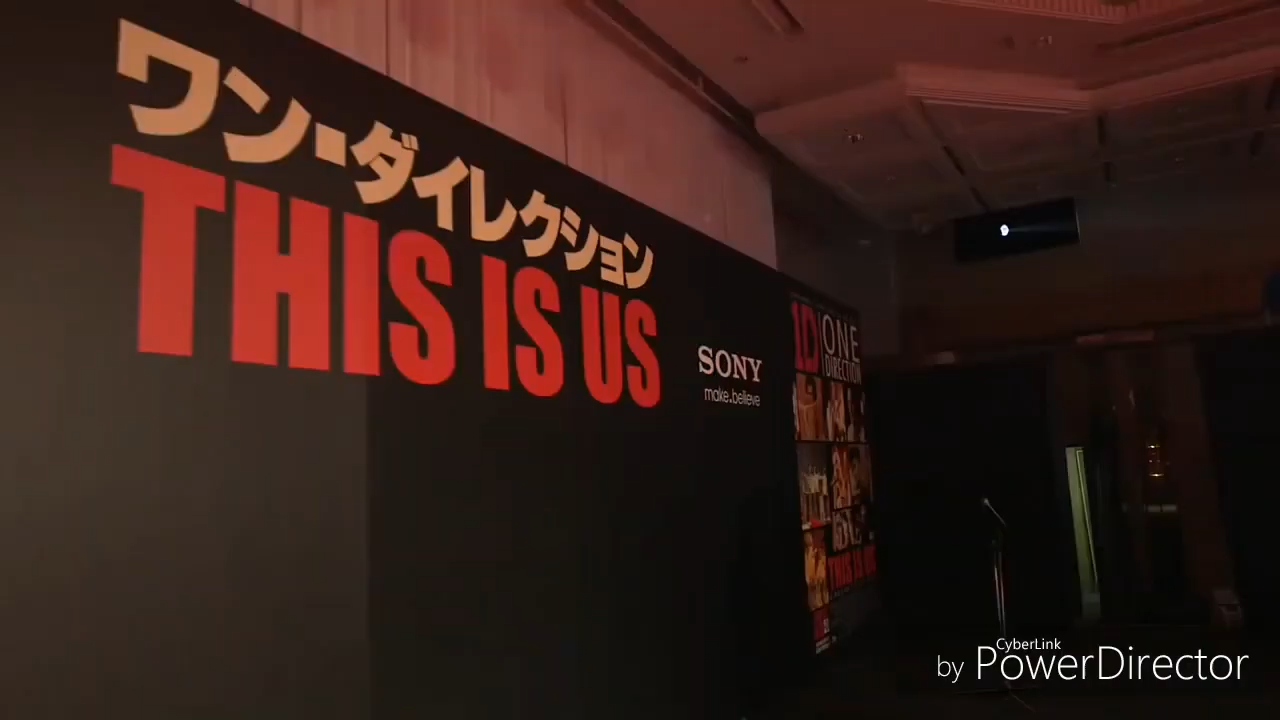 ワン・ダイレクション
THIS IS US
SONY
make.believe
1D ONE
DIRECTION
THIS IS US
CyberLink
by PowerDirector